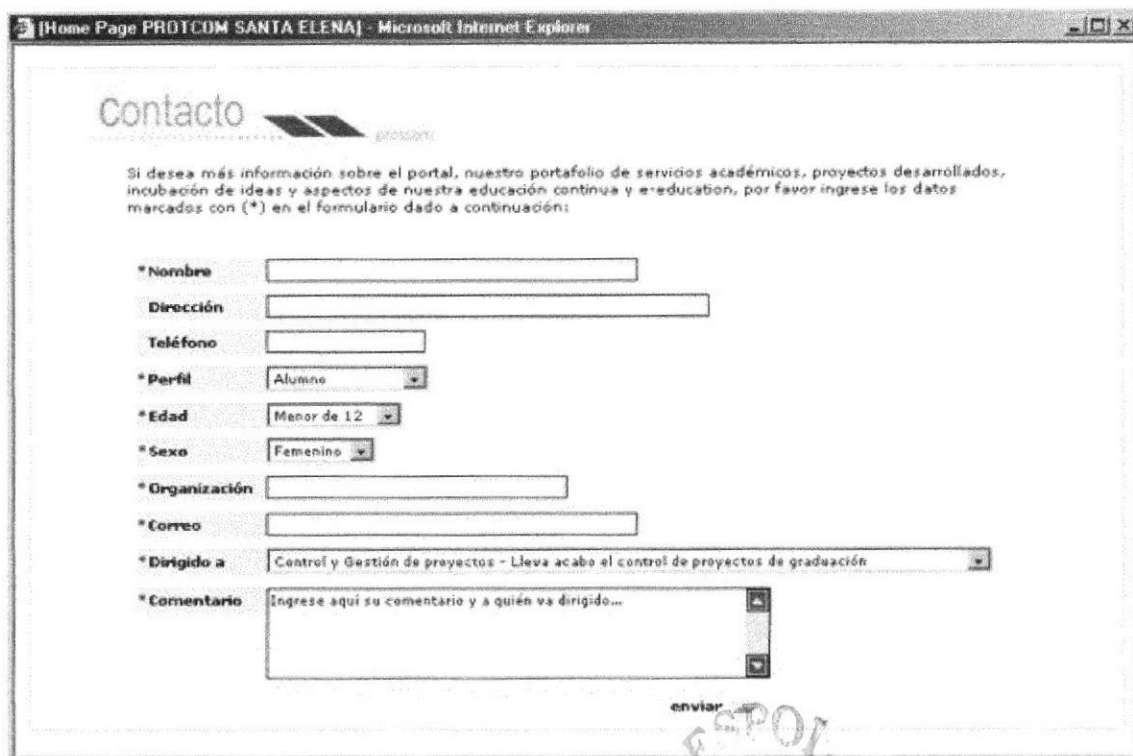 [Home Page PROTCOM SANTA ELENA] - Microsoft Internet Explorer
Contacto
protcom
Si desea más información sobre el portal, nuestro portafolio de servicios académicos, proyectos desarrollados,
incubación de ideas y aspectos de nuestra educación continua y e-education, por favor ingrese los datos
marcados con (*) en el formulario dado a continuación:
*Nombre
Dirección
Teléfono
*Perfil Alumno
*Edad Menor de 12
*Sexo Femenino
*Organización
*Correo
*Dirigido a Control y Gestión de proyectos - Lleva acabo el control de proyectos de graduación
*Comentario Ingrese aquí su comentario y a quién va dirigido...
enviar
ESPOL